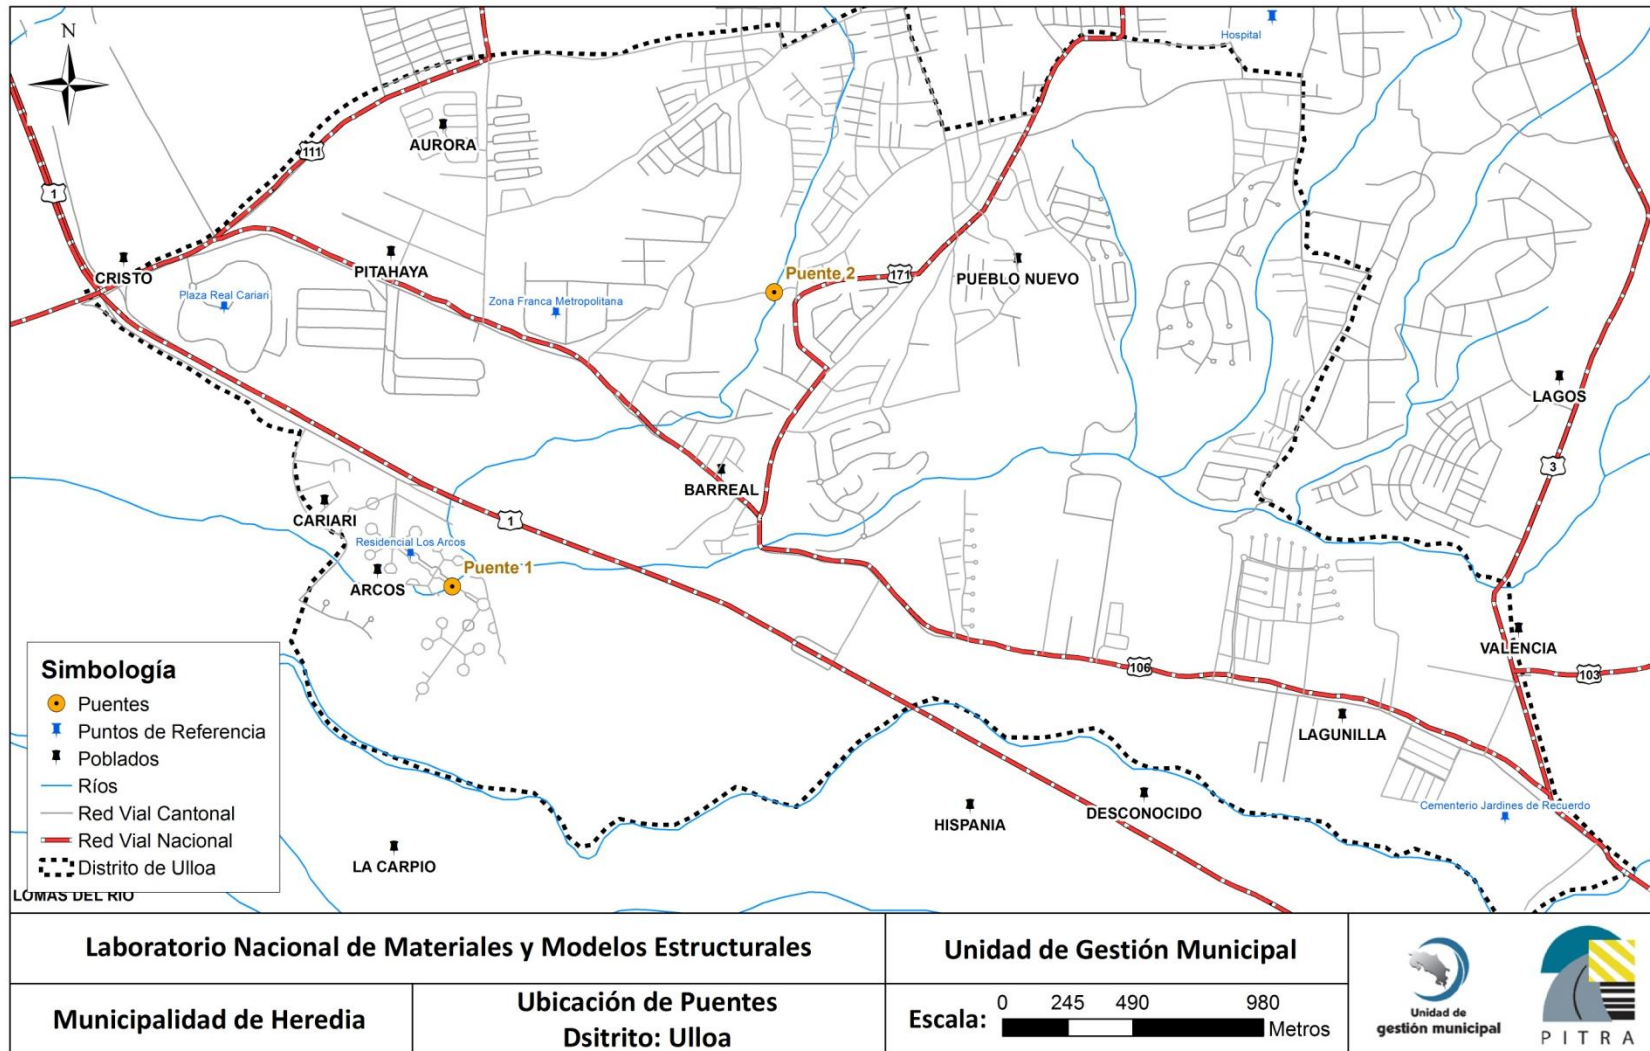 N
Hospital
AURORA
111
1
CRISTO
PITAHAYA
Plaza Real Cariari
Zona Franca Metropolitana
Puente 2
171
PUEBLO NUEVO
LAGOS
3
BARREAL
CARIARI
1
Residencial Los Arcos
ARCOS
Puente 1
VALENCIA
106
103
LAGUNILLA
Cementerio Jardines de Recuerdo
HISPANIA
DESCONOCIDO
LA CARPIO
LOMAS DEL RIO
Simbología
Puentes
Puntos de Referencia
Poblados
Ríos
Red Vial Cantonal
Red Vial Nacional
Distrito de Ulloa
Laboratorio Nacional de Materiales y Modelos Estructurales
Unidad de Gestión Municipal
Municipalidad de Heredia
Ubicación de Puentes
Dsitrito: Ulloa
Escala:
0 245 490 980
Metros
Unidad de
gestión municipal
PITRA